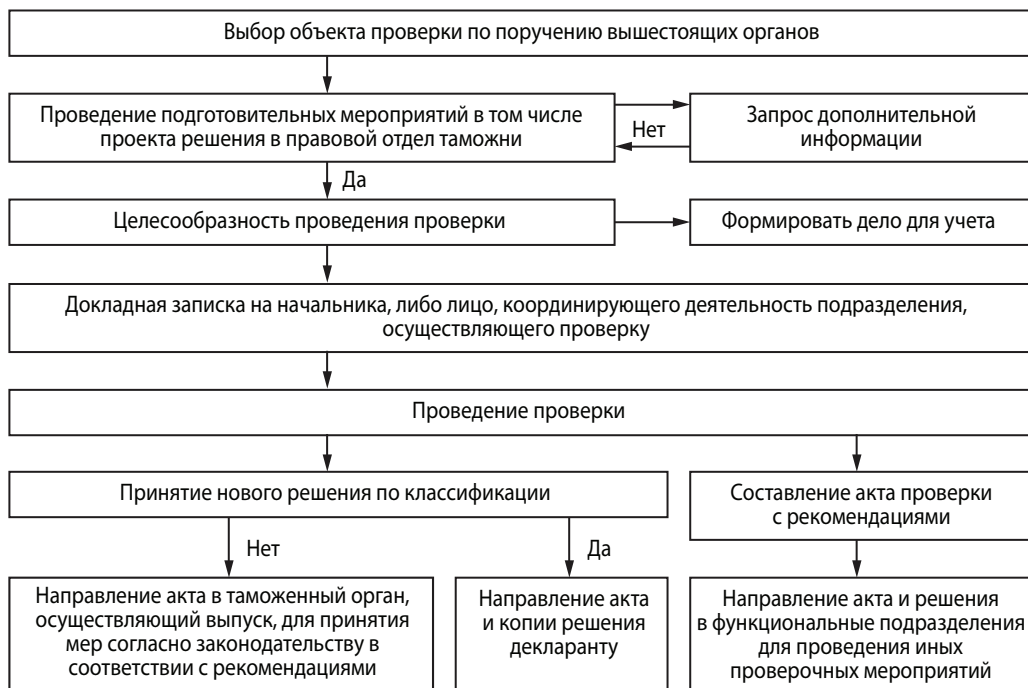 Выбор объекта проверки по поручению вышестоящих органов
Проведение подготовительных мероприятий в том числе
проекта решения в правовой отдел таможни
Нет
Запрос дополнительной
информации
Да
Целесообразность проведения проверки
Формировать дело для учета
Докладная записка на начальника, либо лицо, координирующего деятельность подразделения,
осуществляющего проверку
Проведение проверки
Принятие нового решения по классификации
Составление акта проверки
с рекомендациями
Нет
Да
Направление акта в таможенный орган,
осуществляющий выпуск, для принятия
мер согласно законодательству в
соответствии с рекомендациями
Направление акта
и копии решения
декларанту
Направление акта и решения
в функциональные подразделения
для проведения иных
проверочных мероприятий